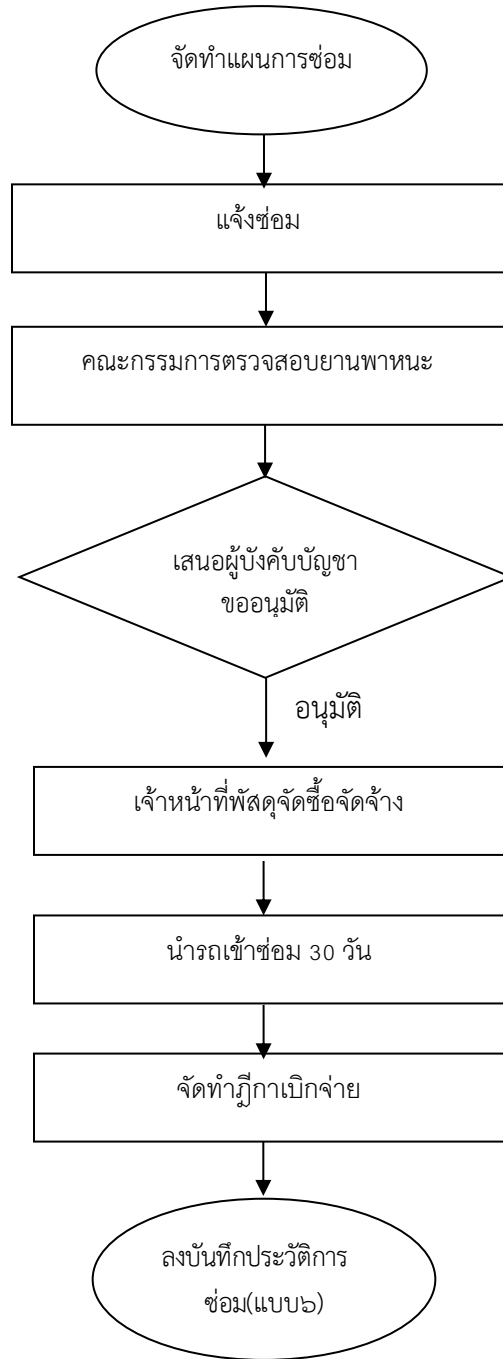 จัดทำแผนการซ่อม
แจ้งซ่อม
คณะกรรมการตรวจสอบยานพาหนะ
เสนอผู้บังคับบัญชา
ขออนุมัติ
อนุมัติ
เจ้าหน้าที่พัสดุจัดซื้อจัดจ้าง
นำรถเข้าซ่อม 30 วัน
จัดทำฎีกาเบิกจ่าย
ลงบันทึกประวัติการ
ซ่อม(แบบ๖)